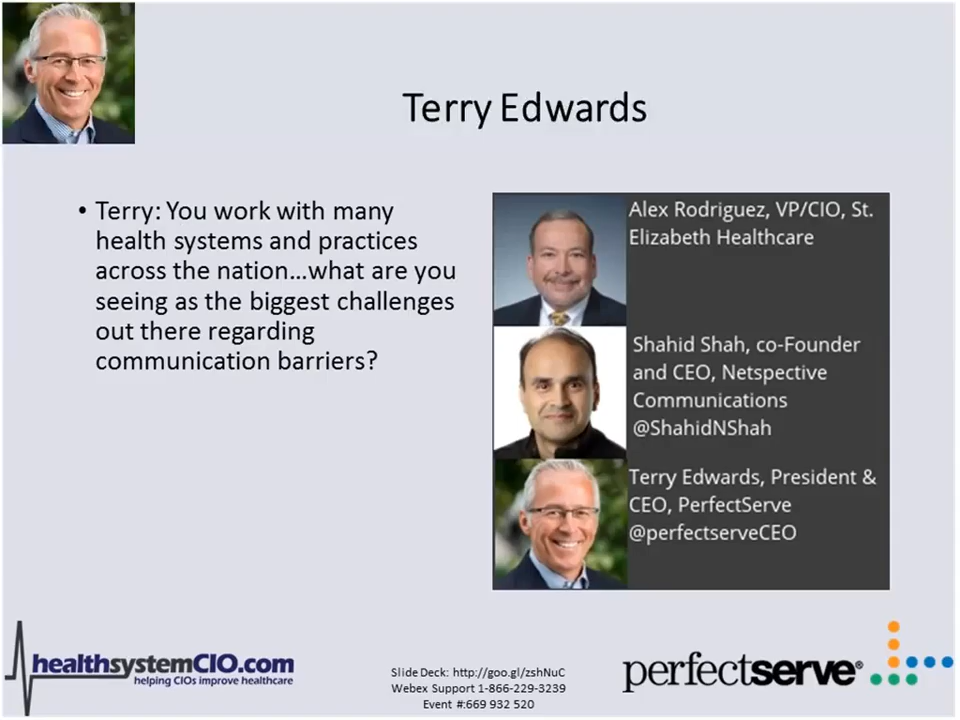 Terry Edwards
• Terry: You work with many
health systems and practices
across the nation...what are you
seeing as the biggest challenges
out there regarding
communication barriers?
Alex Rodriguez, VP/CIO, St.
Elizabeth Healthcare
Shahid Shah, co-Founder
and CEO, Netspective
Communications
@ShahidNShah
Terry Edwards, President &
CEO, PerfectServe
@perfectserveCEO
healthsystemCIO.com
helping CIOs improve healthcare
Slide Deck: http://goo.gl/zshNuC
Webex Support 1-866-229-3239
Event #:669 932 520
perfectserve®